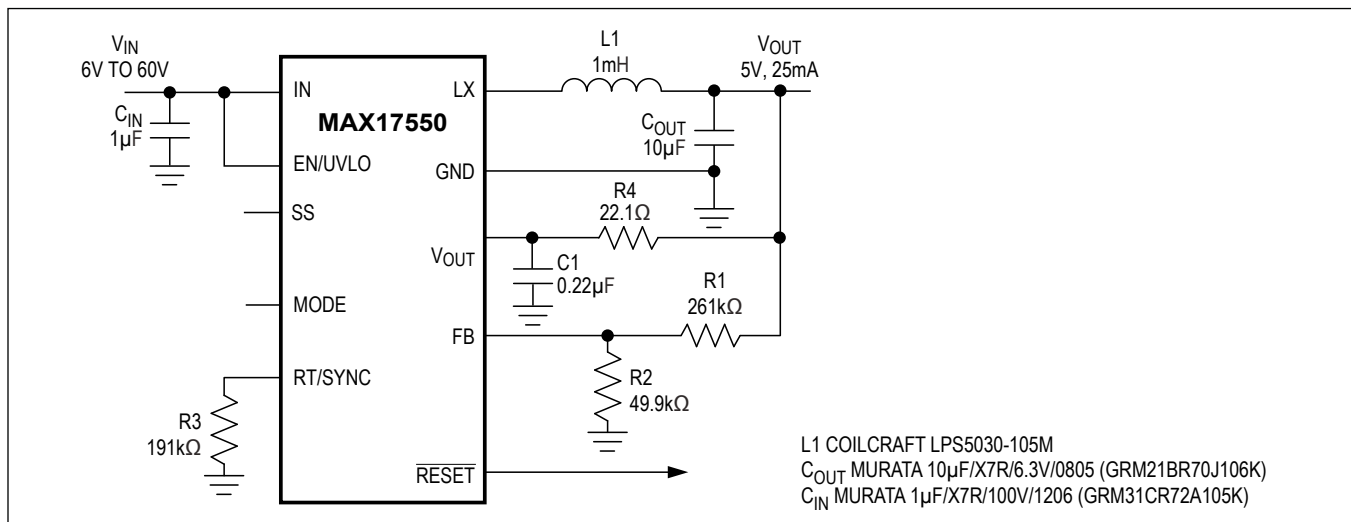 V_IN
6V TO 60V
C_IN
1µF
IN
EN/UVLO
SS
MODE
RT/SYNC
R3
191kΩ
MAX17550
LX
GND
V_OUT
FB
RESET
L1
1mH
V_OUT
5V, 25mA
C_OUT
10µF
R4
22.1Ω
C1
0.22µF
R1
261kΩ
R2
49.9kΩ
L1 COILCRAFT LPS5030-105M
C_OUT MURATA 10µF/X7R/6.3V/0805 (GRM21BR70J106K)
C_IN MURATA 1µF/X7R/100V/1206 (GRM31CR72A105K)